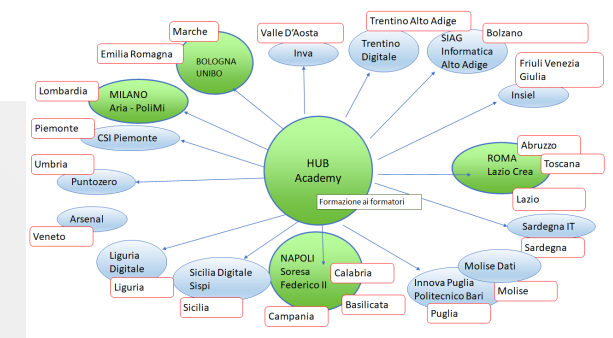 Marche
Emilia Romagna
BOLOGNA
UNIBO
Valle D'Aosta
Inva
Trentino Alto Adige
Trentino
Digitale
Bolzano
SIAG
Informatica
Alto Adige
Friuli Venezia
Giulia
Insiel
Lombardia
MILANO
Aria - PoliMi
Piemonte
CSI Piemonte
Umbria
Puntozero
Arsenal
Veneto
HUB
Academy
Formazione ai formatori
Abruzzo
ROMA
Lazio Crea
Toscana
Lazio
Sardegna IT
Sardegna
Liguria
Digitale
Liguria
Sicilia Digitale
Sispi
Sicilia
NAPOLI
Soresa
Federico II
Calabria
Basilicata
Campania
Molise Dati
Molise
Innova Puglia
Politecnico Bari
Puglia